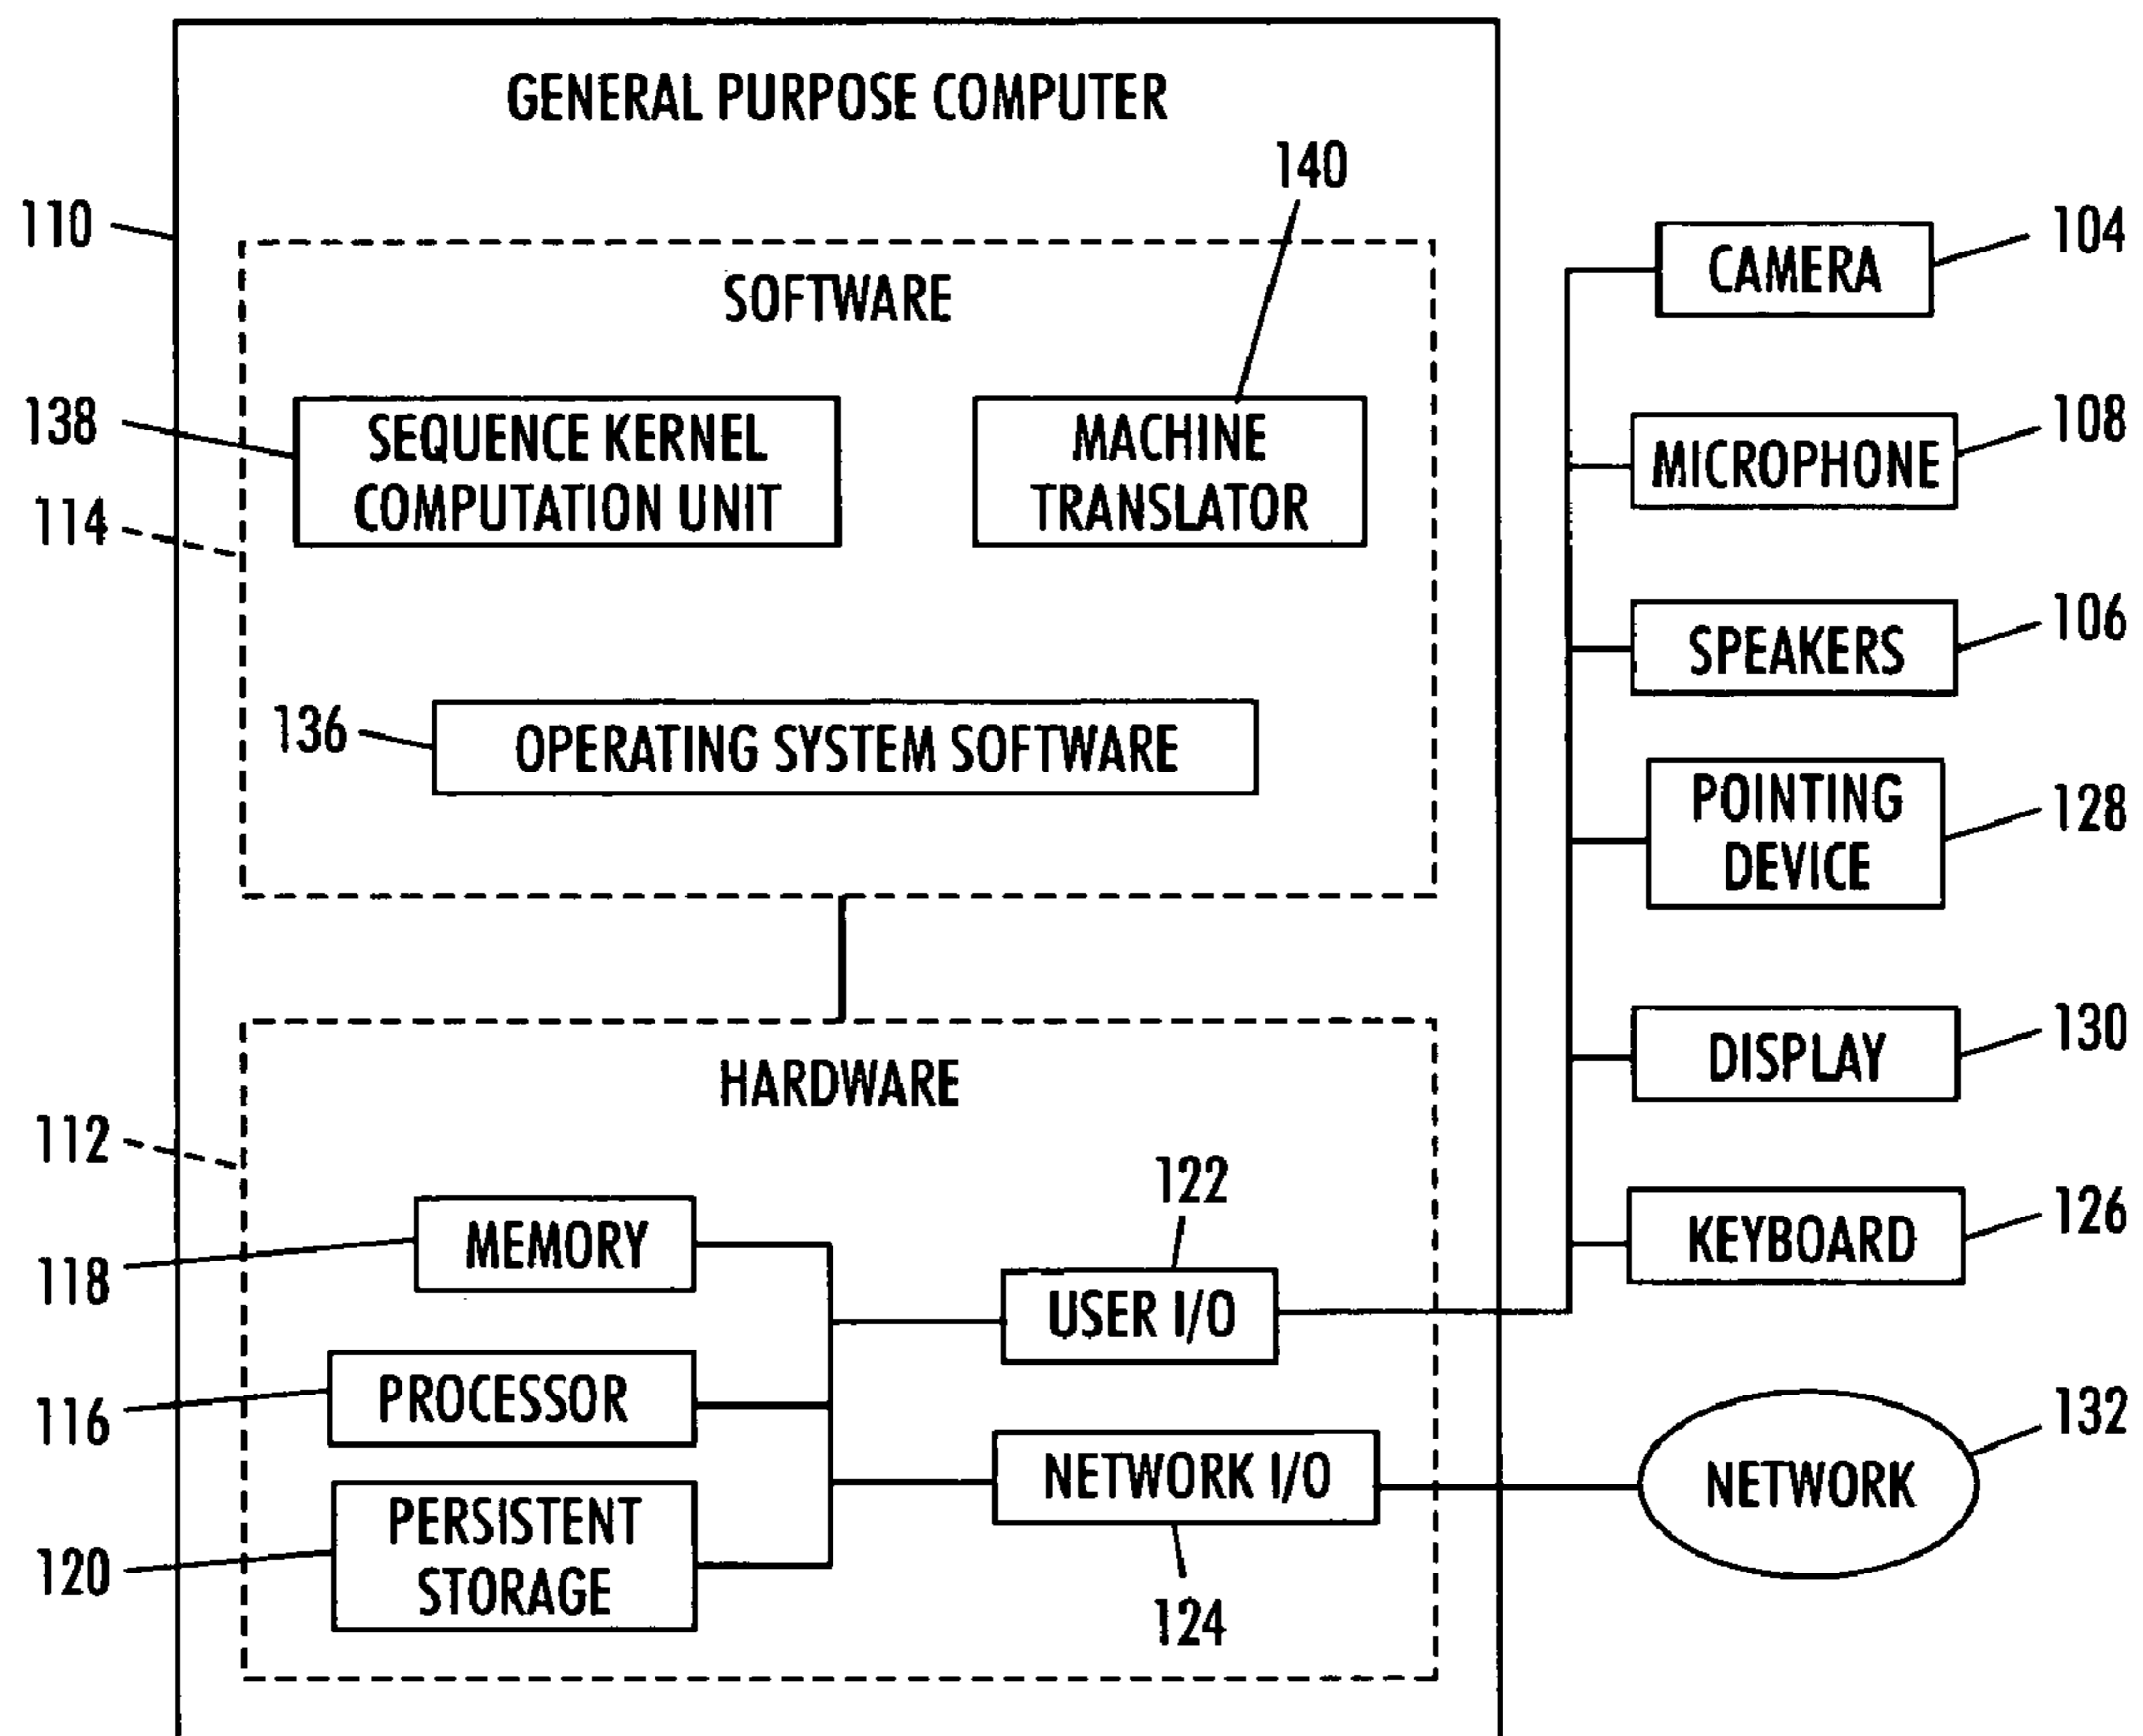 GENERAL PURPOSE COMPUTER
140
110
SOFTWARE
138
SEQUENCE KERNEL
COMPUTATION UNIT
MACHINE
TRANSLATOR
114
136
OPERATING SYSTEM SOFTWARE
HARDWARE
112
122
118
MEMORY
USER I/O
116
PROCESSOR
NETWORK I/O
120
PERSISTENT
STORAGE
124
CAMERA
104
MICROPHONE
108
SPEAKERS
106
POINTING
DEVICE
128
DISPLAY
130
KEYBOARD
126
NETWORK
132